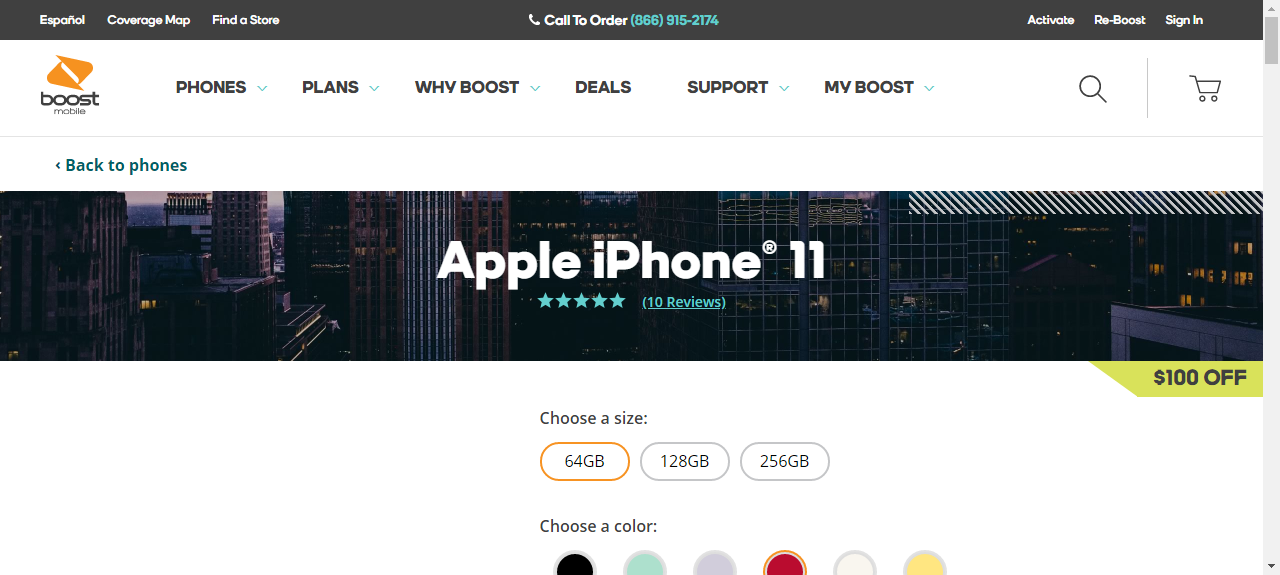 Español Coverage Map Find a Store Call To Order (866) 915-2174 Activate Re-Boost Sign In
boost
mobile
PHONES PLANS WHY BOOST DEALS SUPPORT MY BOOST
‹ Back to phones
Apple iPhone® 11
(10 Reviews)
$100 OFF
Choose a size:
64GB 128GB 256GB
Choose a color: